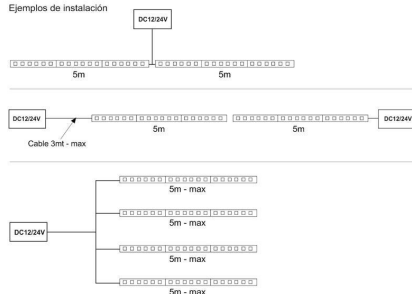 Ejemplos de instalación
DC12/24V
5m 5m
DC12/24V DC12/24V
5m 5m
Cable 3mt - max
5m - max
5m - max
DC12/24V
5m - max
5m - max